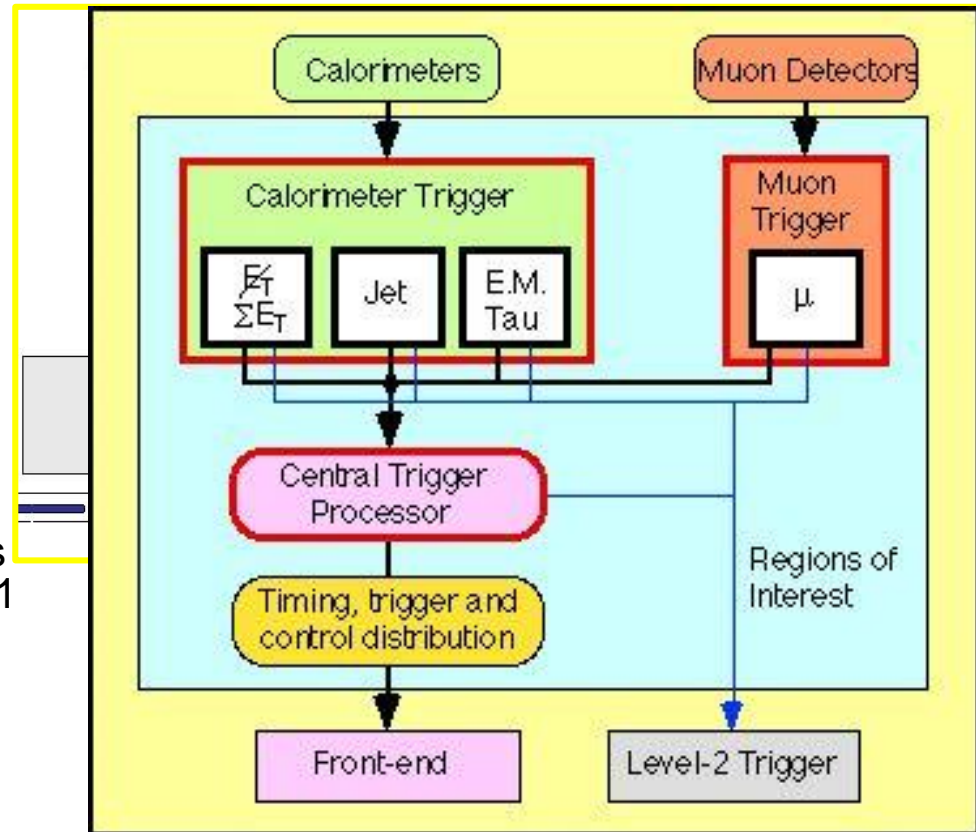 Calorimeters
Muon Detectors
Calorimeter Trigger
Muon
Trigger
E̸T
ΣET
Jet
E.M.
Tau
μ
Central Trigger
Processor
Regions of
Interest
s
1
Timing, trigger and
control distribution
Front-end
Level-2 Trigger